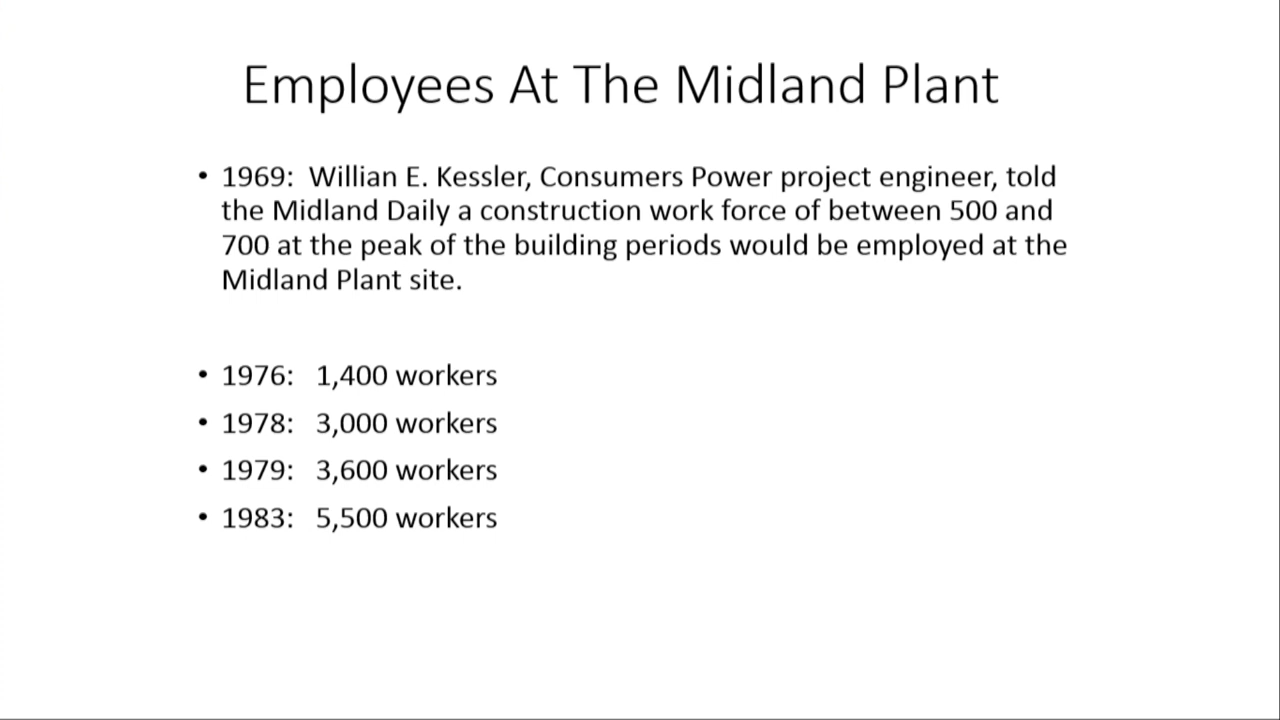 Employees At The Midland Plant
• 1969:  Willian E. Kessler, Consumers Power project engineer, told
the Midland Daily a construction work force of between 500 and
700 at the peak of the building periods would be employed at the
Midland Plant site.
• 1976:   1,400 workers
• 1978:   3,000 workers
• 1979:   3,600 workers
• 1983:   5,500 workers